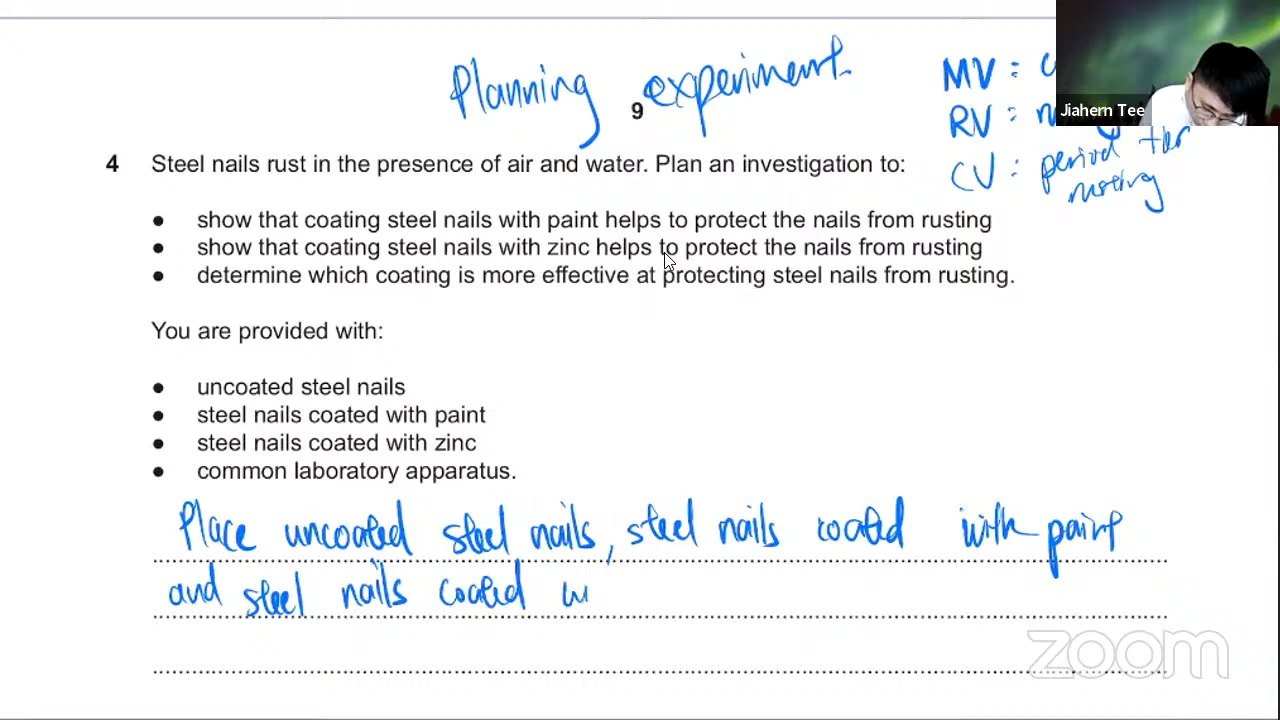 Planning experiment
9
MV :
RV :
CV : period for
rusting
Jiahern Tee
4 Steel nails rust in the presence of air and water. Plan an investigation to:
● show that coating steel nails with paint helps to protect the nails from rusting
● show that coating steel nails with zinc helps to protect the nails from rusting
● determine which coating is more effective at protecting steel nails from rusting.
You are provided with:
● uncoated steel nails
● steel nails coated with paint
● steel nails coated with zinc
● common laboratory apparatus.
Place uncoated steel nails, steel nails coated with paint
and steel nails coated w
zoom